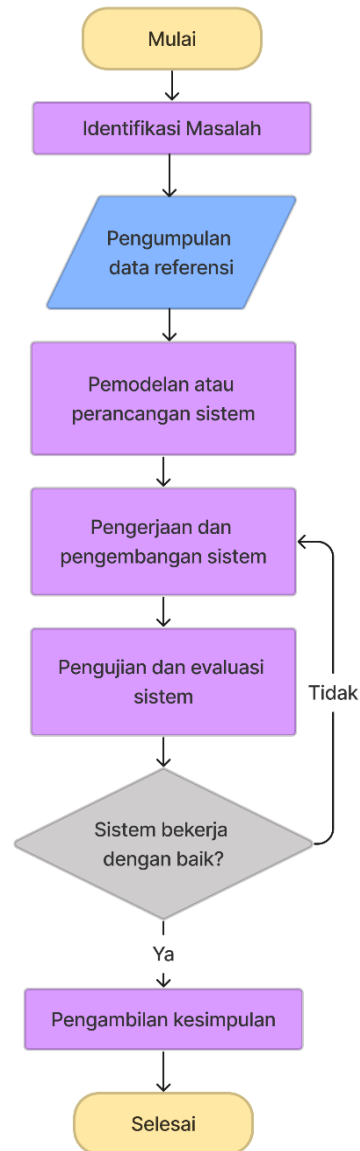 Mulai
Identifikasi Masalah
Pengumpulan
data referensi
Pemodelan atau
perancangan sistem
Pengerjaan dan
pengembangan sistem
Pengujian dan evaluasi
sistem
Tidak
Sistem bekerja
dengan baik?
Ya
Pengambilan kesimpulan
Selesai